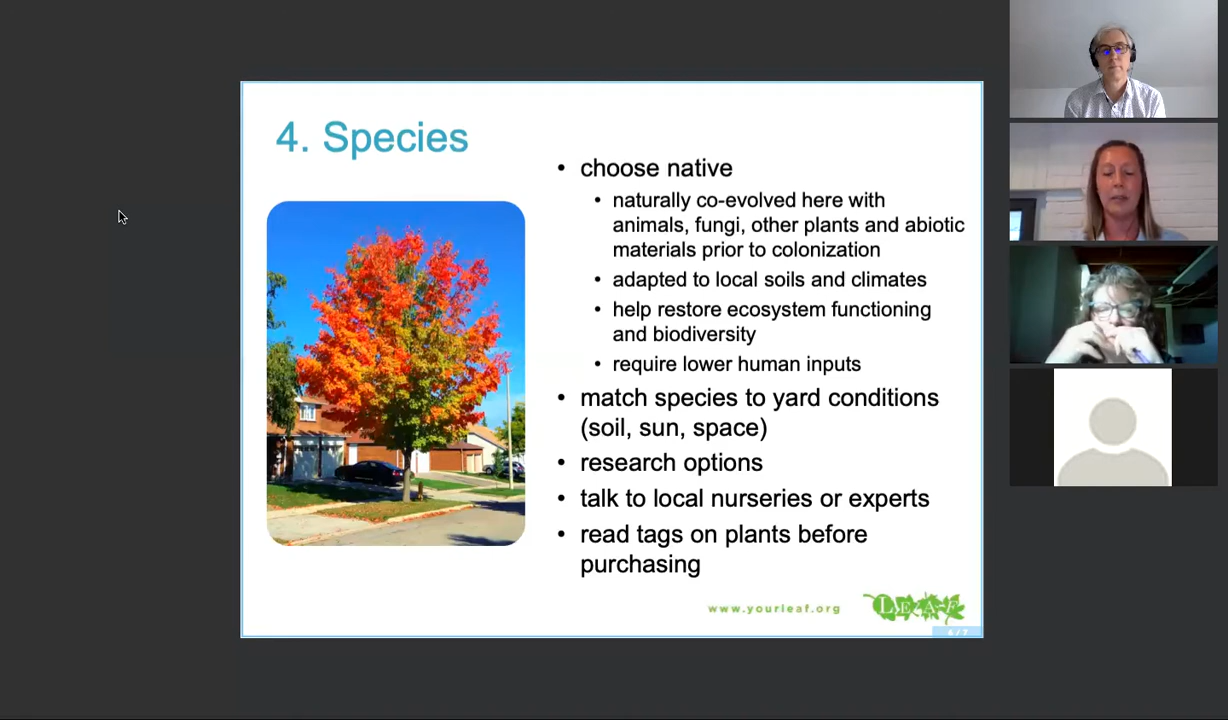 4. Species
• choose native
• naturally co-evolved here with
animals, fungi, other plants and abiotic
materials prior to colonization
• adapted to local soils and climates
• help restore ecosystem functioning
and biodiversity
• require lower human inputs
• match species to yard conditions
(soil, sun, space)
• research options
• talk to local nurseries or experts
• read tags on plants before
purchasing
www.yourleaf.org
LEAF
6 / 7